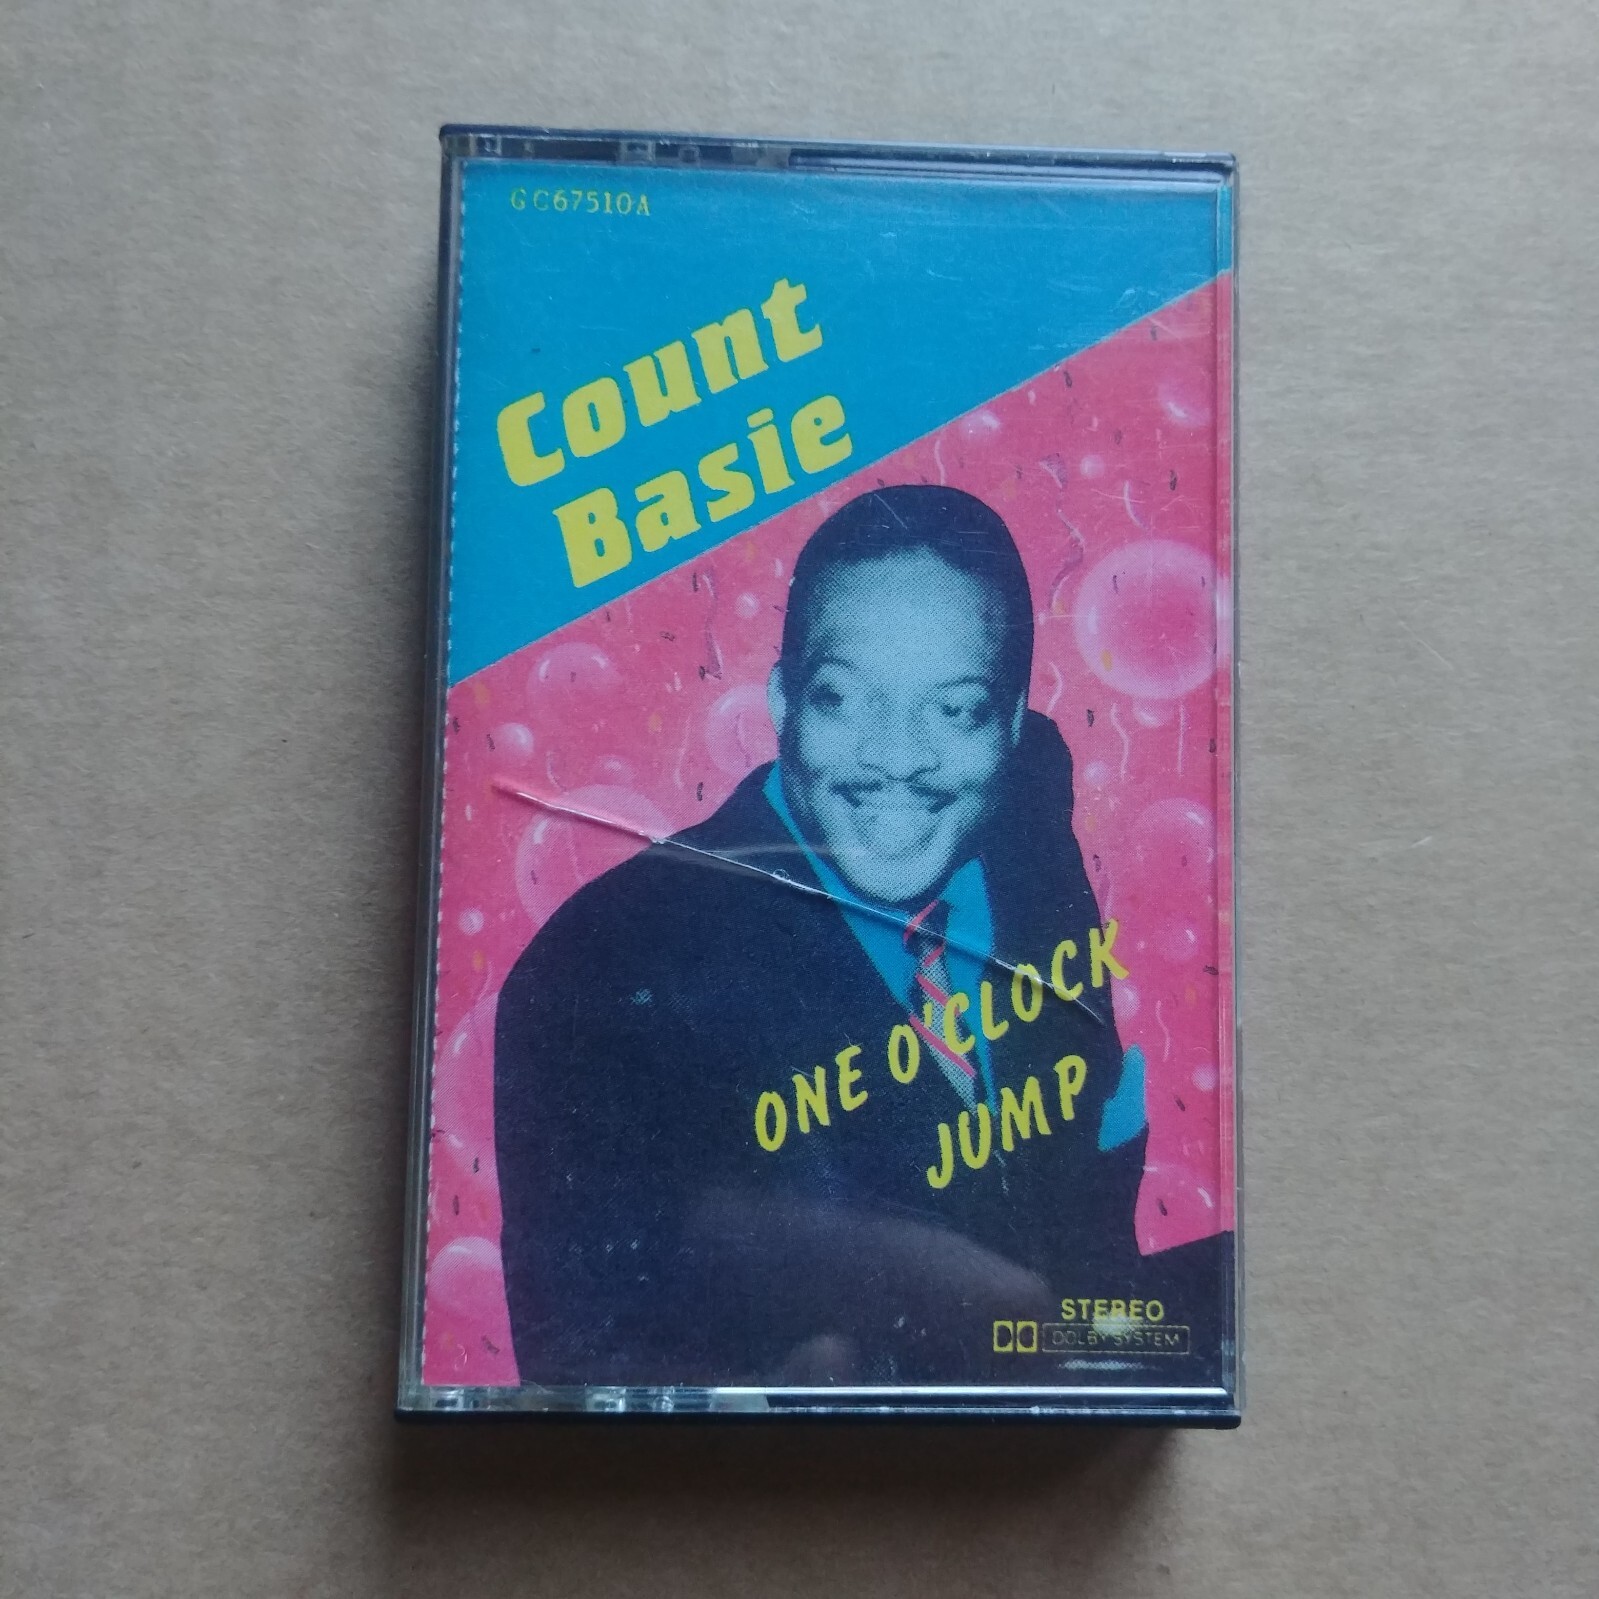 GC67510A
Count
Basie
ONE O'CLOCK
JUMP
STEREO
DOLBY SYSTEM